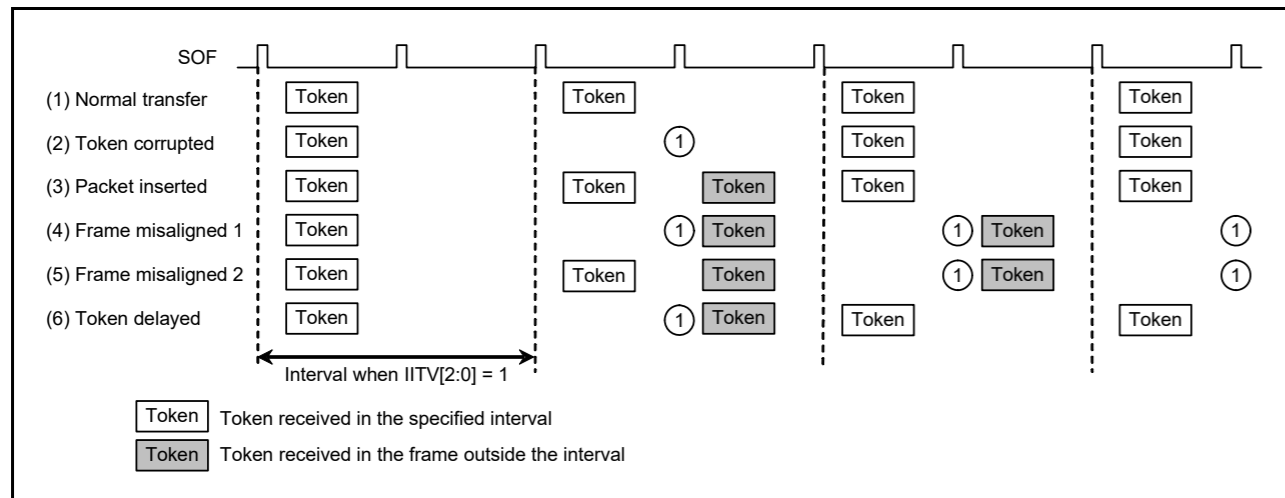 SOF
(1) Normal transfer Token Token Token Token
(2) Token corrupted Token 1 Token Token
(3) Packet inserted Token Token Token Token Token
(4) Frame misaligned 1 Token 1 Token 1 Token 1
(5) Frame misaligned 2 Token Token Token 1 Token 1
(6) Token delayed Token 1 Token Token Token
Interval when IITV[2:0] = 1
Token Token received in the specified interval
Token Token received in the frame outside the interval